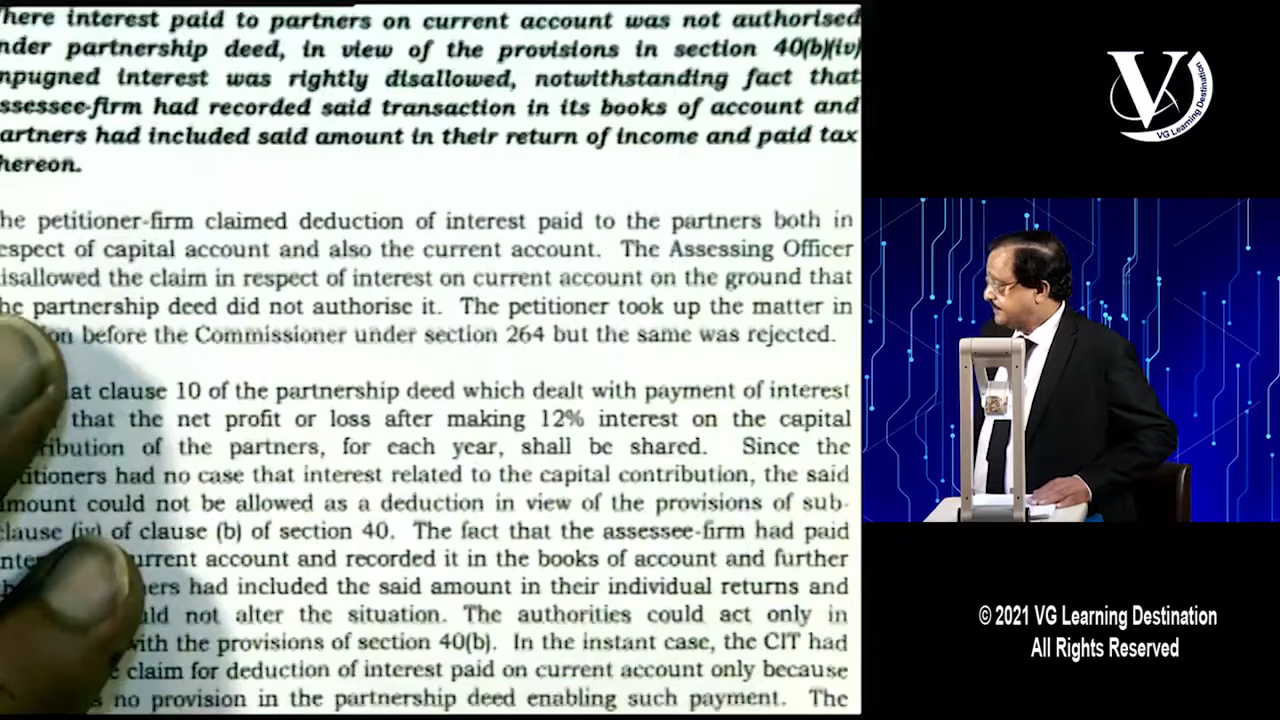 here interest paid to partners on current account was not authorised
nder partnership deed, in view of the provisions in section 40(b)(iv)
npugned interest was rightly disallowed, notwithstanding fact that
ssessee-firm had recorded said transaction in its books of account and
artners had included said amount in their return of income and paid tax
hereon.
he petitioner-firm claimed deduction of interest paid to the partners both in
espect of capital account and also the current account. The Assessing Officer
isallowed the claim in respect of interest on current account on the ground that
he partnership deed did not authorise it. The petitioner took up the matter in
on before the Commissioner under section 264 but the same was rejected.
at clause 10 of the partnership deed which dealt with payment of interest
that the net profit or loss after making 12% interest on the capital
ribution of the partners, for each year, shall be shared. Since the
titioners had no case that interest related to the capital contribution, the said
amount could not be allowed as a deduction in view of the provisions of sub-
clause (iv) of clause (b) of section 40. The fact that the assessee-firm had paid
inte urrent account and recorded it in the books of account and further
ners had included the said amount in their individual returns and
uld not alter the situation. The authorities could act only in
with the provisions of section 40(b). In the instant case, the CIT had
claim for deduction of interest paid on current account only because
s no provision in the partnership deed enabling such payment. The
V
VG Learning Destination
© 2021 VG Learning Destination
All Rights Reserved